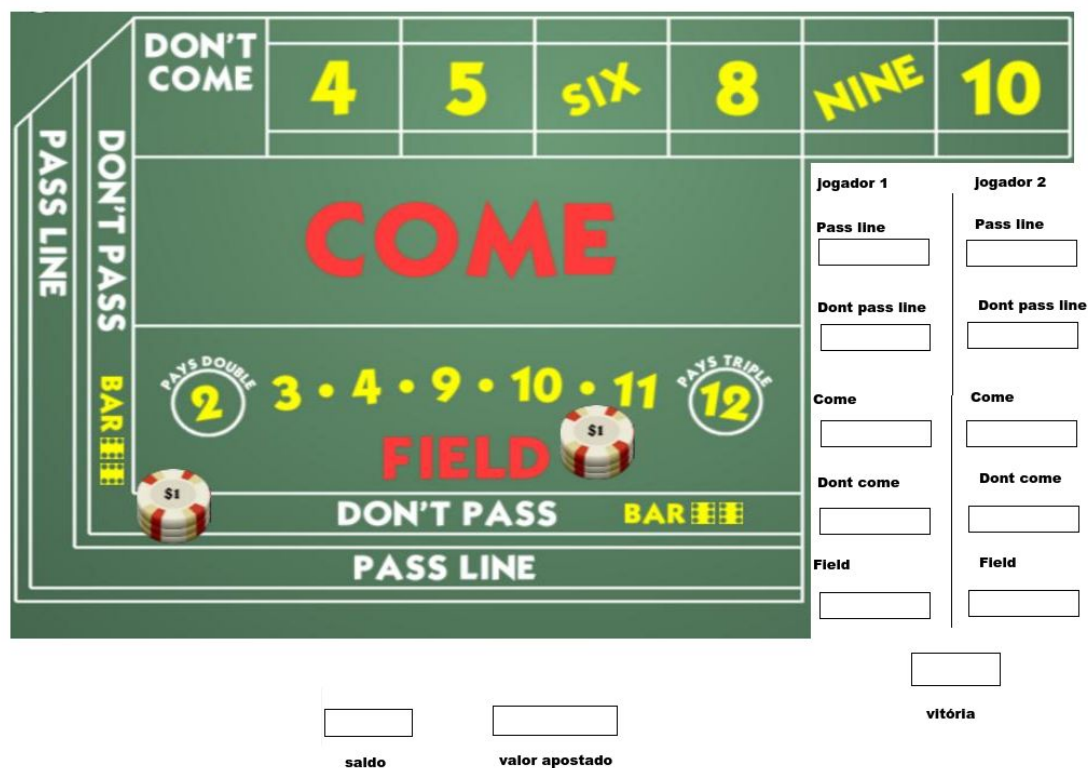 DON'T
COME
4
5
SIX
8
NINE
10
PASS LINE
DON'T PASS
BAR
COME
PAYS DOUBLE
2
3 • 4 • 9 • 10 • 11
PAYS TRIPLE
12
FIELD
$1
$1
DON'T PASS
BAR
PASS LINE
jogador 1
jogador 2
Pass line
Pass line
Dont pass line
Dont pass line
Come
Come
Dont come
Dont come
Field
Field
vitória
saldo
valor apostado